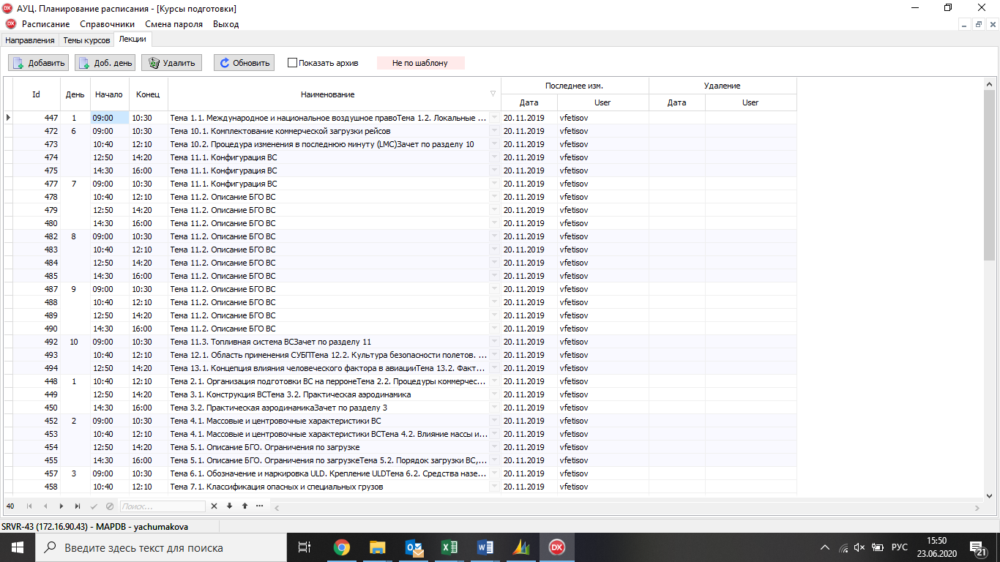 АУЦ. Планирование расписания - [Курсы подготовки]
Расписание Справочники Смена пароля Выход
Направления Темы курсов Лекции
Добавить Доб. день Удалить Обновить Показать архив Не по шаблону
Id День Начало Конец Наименование Последнее изм. Удаление
Дата User Дата User
447 1 09:00 10:30 Тема 1.1. Международное и национальное воздушное правоТема 1.2. Локальные ... 20.11.2019 vfetisov
472 6 09:00 10:30 Тема 10.1. Комплектование коммерческой загрузки рейсов 20.11.2019 vfetisov
473 10:40 12:10 Тема 10.2. Процедура изменения в последнюю минуту (LMC)Зачет по разделу 10 20.11.2019 vfetisov
474 12:50 14:20 Тема 11.1. Конфигурация ВС 20.11.2019 vfetisov
475 14:30 16:00 Тема 11.1. Конфигурация ВС 20.11.2019 vfetisov
477 7 09:00 10:30 Тема 11.1. Конфигурация ВС 20.11.2019 vfetisov
478 10:40 12:10 Тема 11.2. Описание БГО ВС 20.11.2019 vfetisov
479 12:50 14:20 Тема 11.2. Описание БГО ВС 20.11.2019 vfetisov
480 14:30 16:00 Тема 11.2. Описание БГО ВС 20.11.2019 vfetisov
482 8 09:00 10:30 Тема 11.2. Описание БГО ВС 20.11.2019 vfetisov
483 10:40 12:10 Тема 11.2. Описание БГО ВС 20.11.2019 vfetisov
484 12:50 14:20 Тема 11.2. Описание БГО ВС 20.11.2019 vfetisov
485 14:30 16:00 Тема 11.2. Описание БГО ВС 20.11.2019 vfetisov
487 9 09:00 10:30 Тема 11.2. Описание БГО ВС 20.11.2019 vfetisov
488 10:40 12:10 Тема 11.2. Описание БГО ВС 20.11.2019 vfetisov
489 12:50 14:20 Тема 11.2. Описание БГО ВС 20.11.2019 vfetisov
490 14:30 16:00 Тема 11.2. Описание БГО ВС 20.11.2019 vfetisov
492 10 09:00 10:30 Тема 11.3. Топливная система ВСЗачет по разделу 11 20.11.2019 vfetisov
493 10:40 12:10 Тема 12.1. Область применения СУБПТема 12.2. Культура безопасности полетов. ... 20.11.2019 vfetisov
494 12:50 14:20 Тема 13.1. Концепция влияния человеческого фактора в авиацииТема 13.2. Факт... 20.11.2019 vfetisov
448 1 10:40 12:10 Тема 2.1. Организация подготовки ВС на перронеТема 2.2. Процедуры коммерчес... 20.11.2019 vfetisov
449 12:50 14:20 Тема 3.1. Конструкция ВСТема 3.2. Практическая аэродинамика 20.11.2019 vfetisov
450 14:30 16:00 Тема 3.2. Практическая аэродинамикаЗачет по разделу 3 20.11.2019 vfetisov
452 2 09:00 10:30 Тема 4.1. Массовые и центровочные характеристики ВС 20.11.2019 vfetisov
453 10:40 12:10 Тема 4.1. Массовые и центровочные характеристики ВСТема 4.2. Влияние массы и... 20.11.2019 vfetisov
454 12:50 14:20 Тема 5.1. Описание БГО. Ограничения по загрузке 20.11.2019 vfetisov
455 14:30 16:00 Тема 5.1. Описание БГО. Ограничения по загрузкеТема 5.2. Порядок загрузки ВС,... 20.11.2019 vfetisov
457 3 09:00 10:30 Тема 6.1. Обозначение и маркировка ULD. Крепление ULDТема 6.2. Средства назе... 20.11.2019 vfetisov
458 10:40 12:10 Тема 7.1. Классификация опасных и специальных грузов 20.11.2019 vfetisov
40 Поиск...
SRVR-43 (172.16.90.43) - MAPDB - yachumakova
Введите здесь текст для поиска РУС 15:50
23.06.2020 21